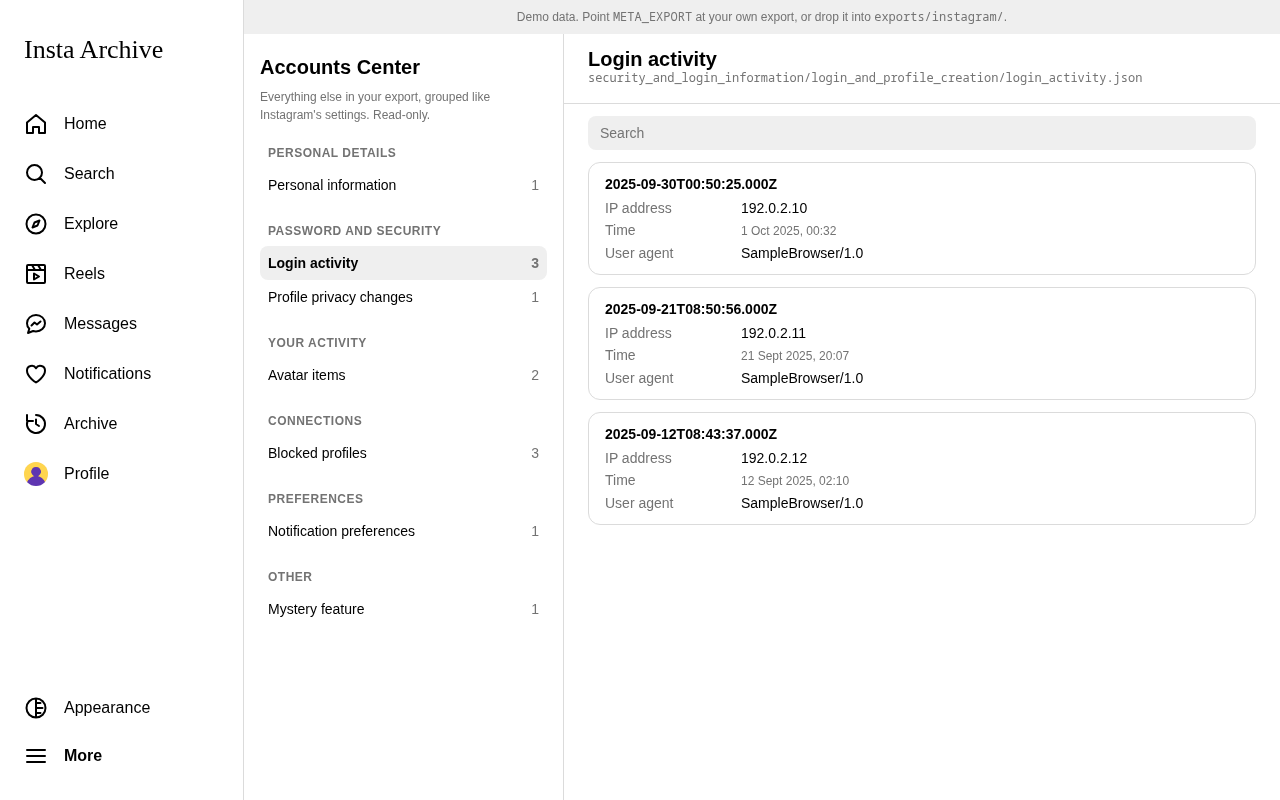 Insta Archive
Home
Search
Explore
Reels
Messages
Notifications
Archive
Profile
Appearance
More
Demo data. Point META_EXPORT at your own export, or drop it into exports/instagram/.
Accounts Center
Everything else in your export, grouped like
Instagram's settings. Read-only.
PERSONAL DETAILS
Personal information 1
PASSWORD AND SECURITY
Login activity 3
Profile privacy changes 1
YOUR ACTIVITY
Avatar items 2
CONNECTIONS
Blocked profiles 3
PREFERENCES
Notification preferences 1
OTHER
Mystery feature 1
Login activity
security_and_login_information/login_and_profile_creation/login_activity.json
Search
2025-09-30T00:50:25.000Z
IP address 192.0.2.10
Time 1 Oct 2025, 00:32
User agent SampleBrowser/1.0
2025-09-21T08:50:56.000Z
IP address 192.0.2.11
Time 21 Sept 2025, 20:07
User agent SampleBrowser/1.0
2025-09-12T08:43:37.000Z
IP address 192.0.2.12
Time 12 Sept 2025, 02:10
User agent SampleBrowser/1.0